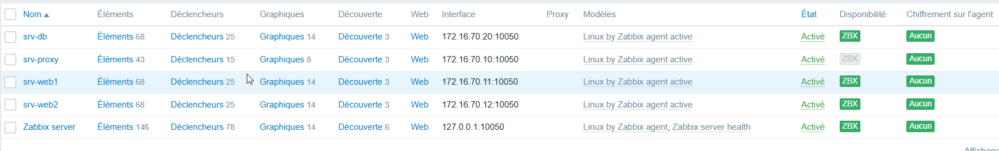 Nom Éléments Déclencheurs Graphiques Découverte Web Interface Proxy Modèles État Disponibilité Chiffrement sur l'agent
srv-db Éléments 68 Déclencheurs 25 Graphiques 14 Découverte 3 Web 172.16.70.20:10050 Linux by Zabbix agent active Activé ZBX Aucun
srv-proxy Éléments 43 Déclencheurs 15 Graphiques 8 Découverte 3 Web 172.16.70.10:10050 Linux by Zabbix agent active Activé ZBX Aucun
srv-web1 Éléments 68 Déclencheurs 25 Graphiques 14 Découverte 3 Web 172.16.70.11:10050 Linux by Zabbix agent active Activé ZBX Aucun
srv-web2 Éléments 68 Déclencheurs 25 Graphiques 14 Découverte 3 Web 172.16.70.12:10050 Linux by Zabbix agent active Activé ZBX Aucun
Zabbix server Éléments 146 Déclencheurs 78 Graphiques 14 Découverte 6 Web 127.0.0.1:10050 Linux by Zabbix agent, Zabbix server health Activé ZBX Aucun
Affichage